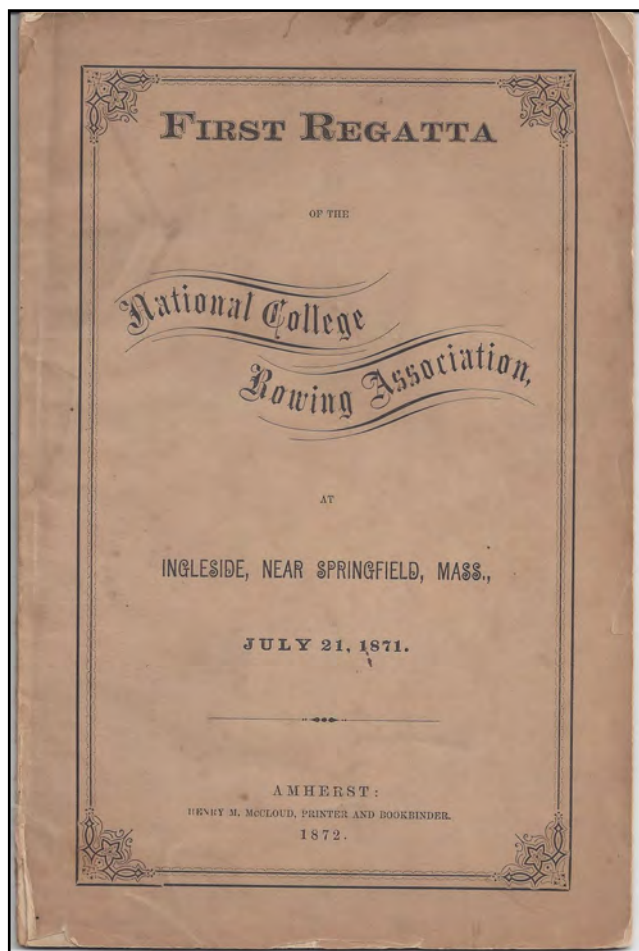 FIRST REGATTA
OF THE
National College
Rowing Association,
AT
INGLESIDE, NEAR SPRINGFIELD, MASS.,
JULY 21, 1871.
AMHERST:
HENRY M. MCCLOUD, PRINTER AND BOOKBINDER.
1872.